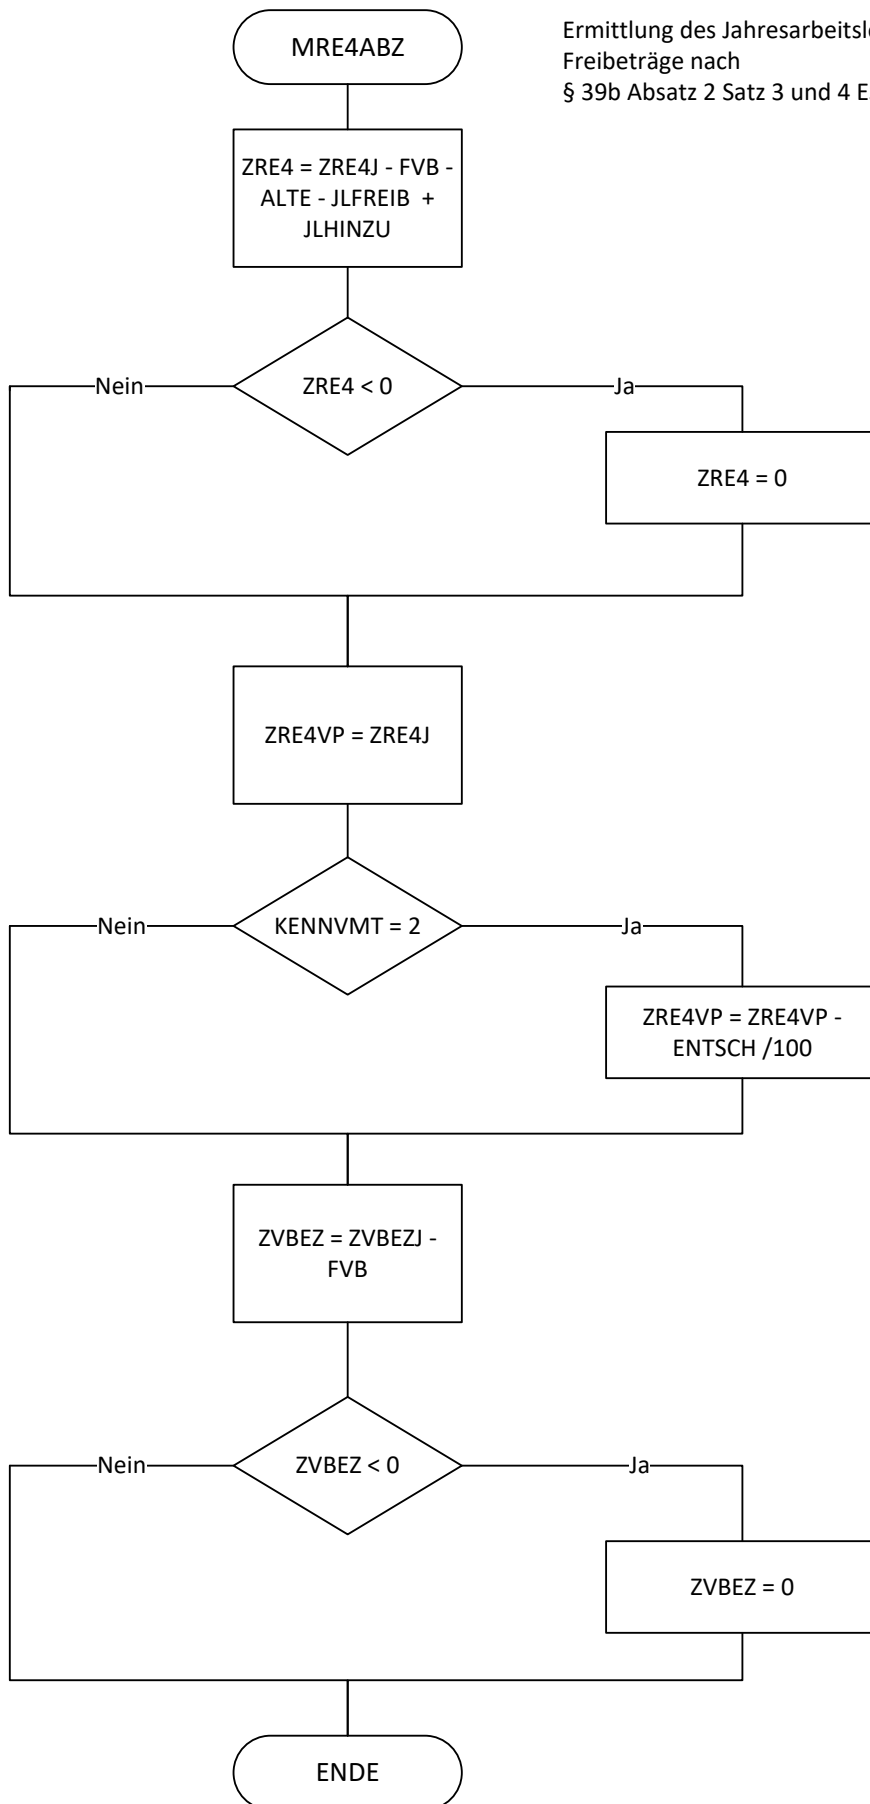 MRE4ABZ
Ermittlung des
Freibeträge nach
§ 39b Absatz 2 Satz 3 und 4
ZRE4 = ZRE4J - FVB -
ALTE - JLFREIB +
JLHINZU
Nein
ZRE4 < 0
Ja
ZRE4 = 0
ZRE4VP = ZRE4J
Nein
KENNVMT = 2
Ja
ZRE4VP = ZRE4VP -
ENTSCH /100
ZVBEZ = ZVBEZJ -
FVB
Nein
ZVBEZ < 0
Ja
ZVBEZ = 0
ENDE